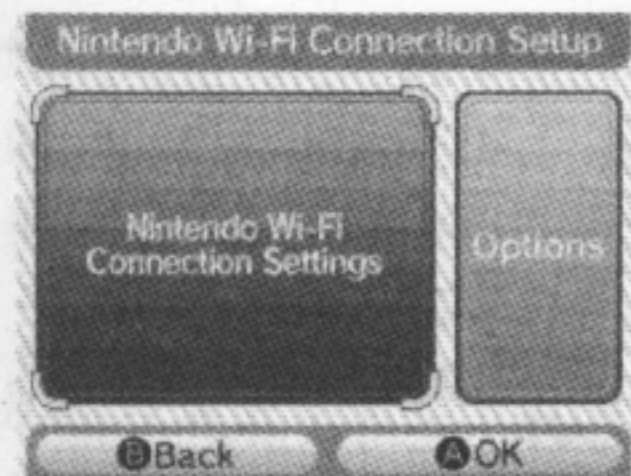 Nintendo Wi-Fi Connection Setup
Nintendo Wi-Fi
Connection Settings
Options
B Back
A OK